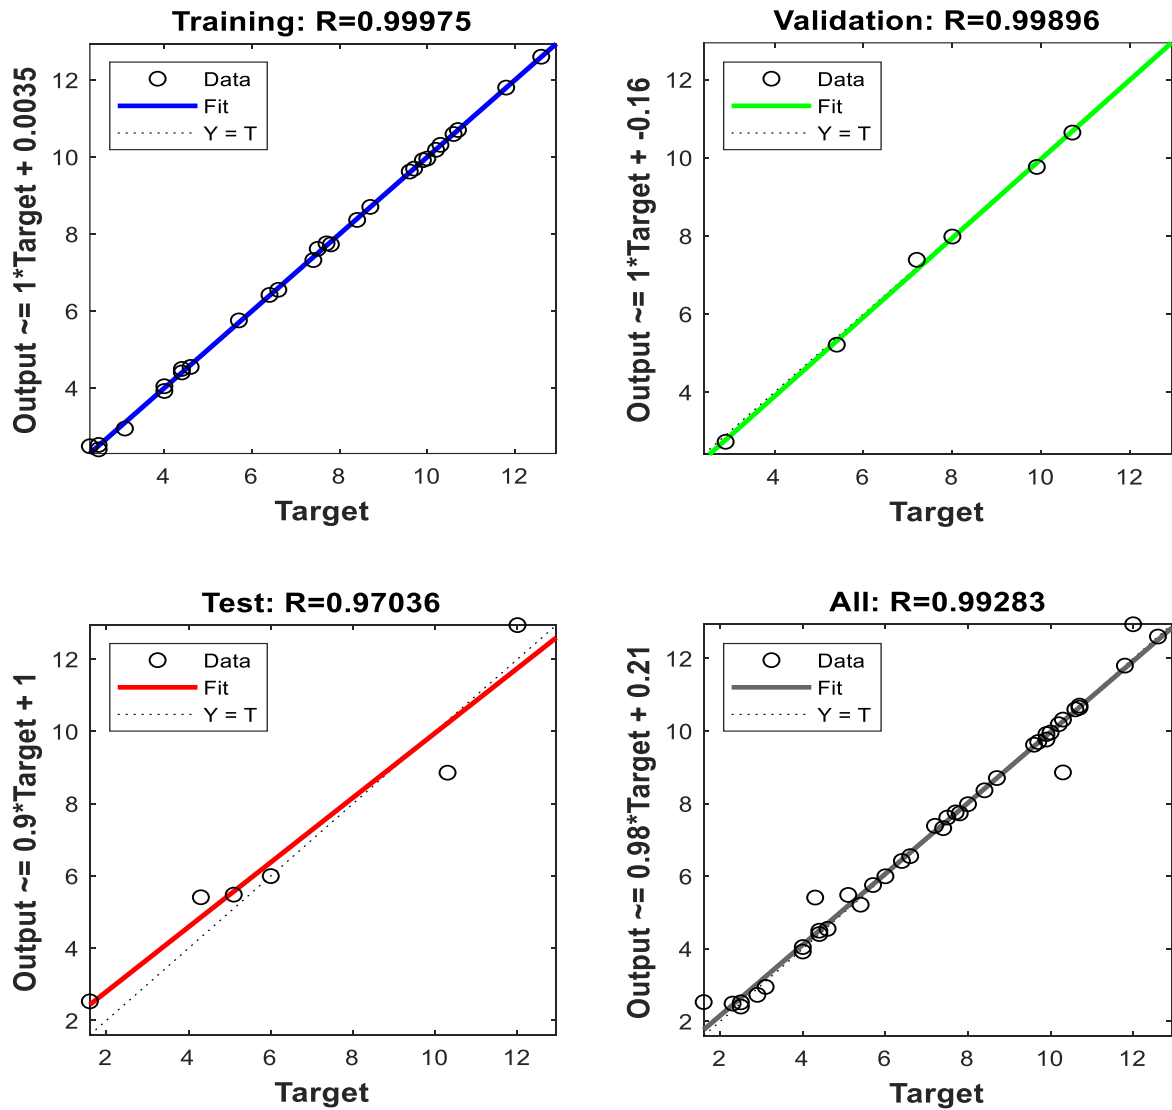 Training: R=0.99975
Output ~= 1*Target + 0.0035
Data
Fit
Y = T
12
10
8
6
4
4
6
8
10
12
Target
Validation: R=0.99896
Output ~= 1*Target + -0.16
Data
Fit
Y = T
12
10
8
6
4
4
6
8
10
12
Target
Test: R=0.97036
Output ~= 0.9*Target + 1
Data
Fit
Y = T
12
10
8
6
4
2
2
4
6
8
10
12
Target
All: R=0.99283
Output ~= 0.98*Target + 0.21
Data
Fit
Y = T
12
10
8
6
4
2
2
4
6
8
10
12
Target